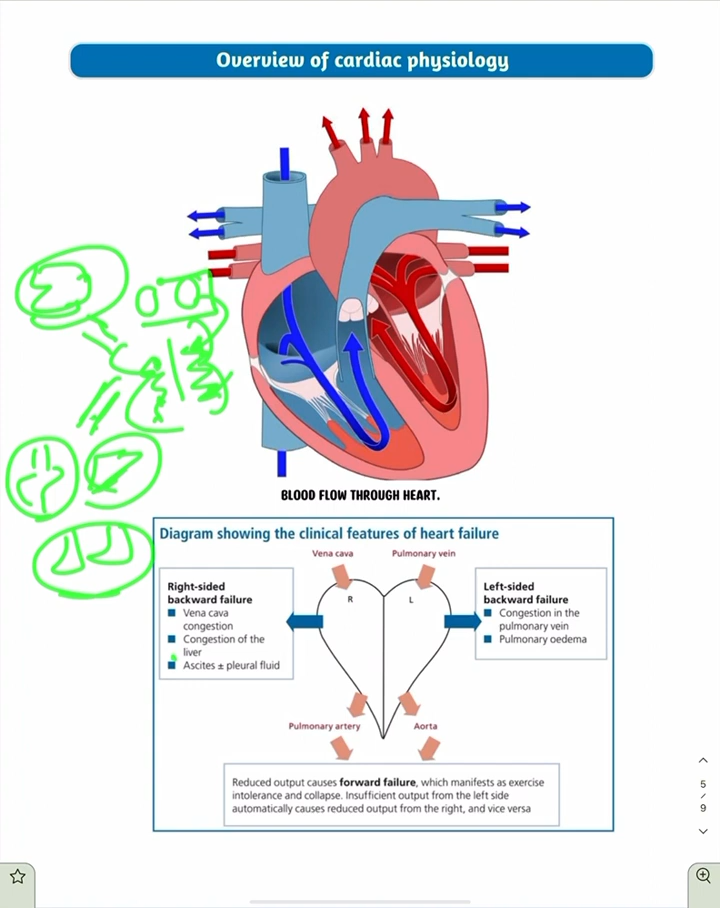 Overview of cardiac physiology
BLOOD FLOW THROUGH HEART.
Diagram showing the clinical features of heart failure
Vena cava
Pulmonary vein
Right-sided
backward failure
Vena cava
congestion
Congestion of the
liver
Ascites ± pleural fluid
R
L
Left-sided
backward failure
Congestion in the
pulmonary vein
Pulmonary oedema
Pulmonary artery
Aorta
Reduced output causes forward failure, which manifests as exercise
intolerance and collapse. Insufficient output from the left side
automatically causes reduced output from the right, and vice versa
5
/
9